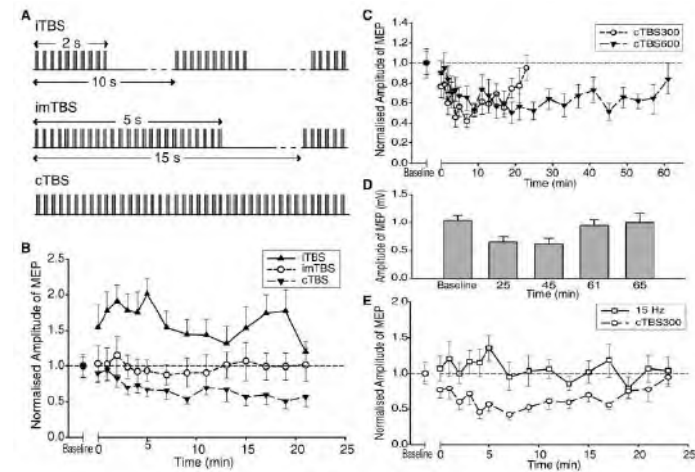 A
iTBS
2 s
10 s
imTBS
5 s
15 s
cTBS
B
Normalised Amplitude of MEP
2.5
2.0
1.5
1.0
0.5
0.0
iTBS
imTBS
cTBS
Baseline
0 5 10 15 20 25
Time (min)
C
Normalised Amplitude of MEP
1.4
1.2
1.0
0.8
0.6
0.4
0.2
0.0
cTBS300
cTBS600
Baseline
0 10 20 30 40 50 60
Time (min)
D
Amplitude of MEP (mV)
1.5
1.0
0.5
0.0
Baseline 25 45 61 65
Time (min)
E
Normalised Amplitude of MEP
2.0
1.5
1.0
0.5
0.0
15 Hz
cTBS300
Baseline
0 5 10 15 20 25
Time (min)